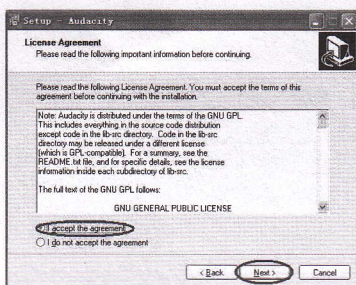 Setup - Audacity
License Agreement
Please read the following important information before continuing.
Please read the following License Agreement. You must accept the terms of this
agreement before continuing with the installation.
Note: Audacity is distributed under the terms of the GNU GPL.
This includes everything in the source code distribution
except code in the lib-src directory. Code in the lib-src
directory may be released under a different license
(which is GPL-compatible). For a summary, see the
README.txt file, and for specific details, see the license
information inside each subdirectory of lib-src.
The full text of the GNU GPL follows:
GNU GENERAL PUBLIC LICENSE
I accept the agreement
I do not accept the agreement
< Back
Next >
Cancel